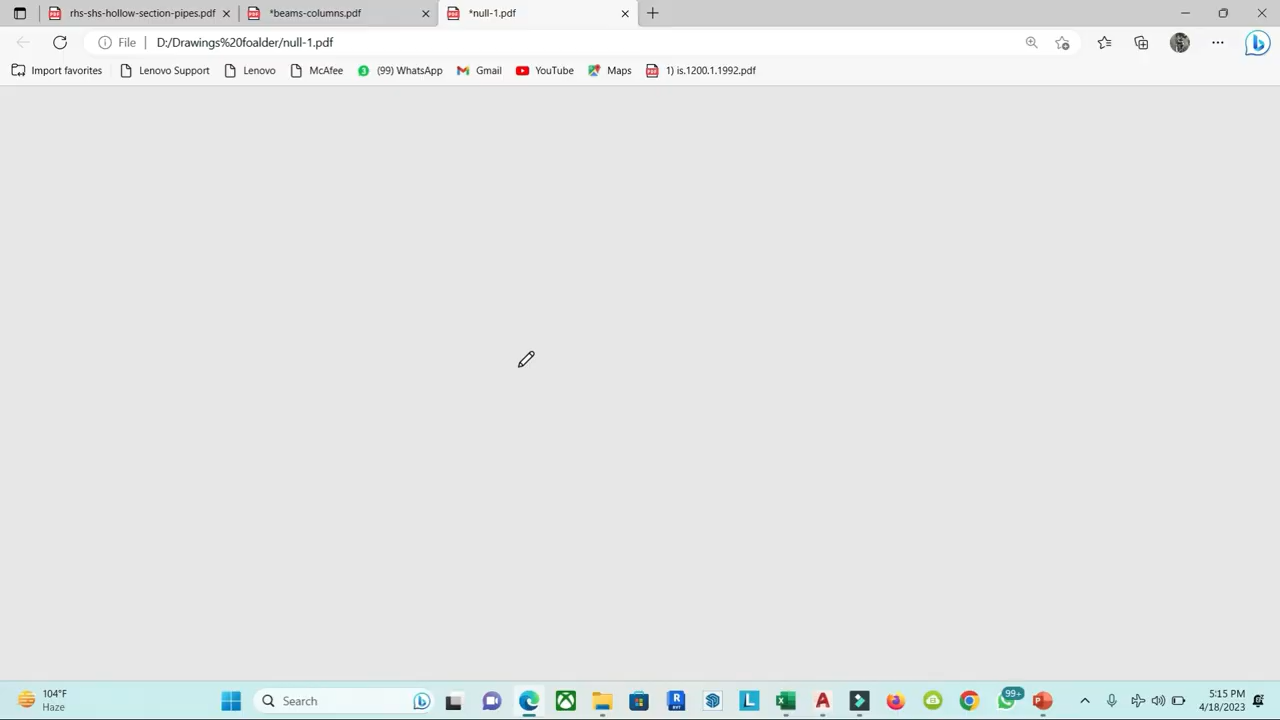 rhs-shs-hollow-section-pipes.pdf
*beams-columns.pdf
*null-1.pdf
File
D:/Drawings%20foalder/null-1.pdf
Import favorites
Lenovo Support
Lenovo
McAfee
(99) WhatsApp
Gmail
YouTube
Maps
1) is.1200.1.1992.pdf
104°F
Haze
Search
99+
5:15 PM
4/18/2023